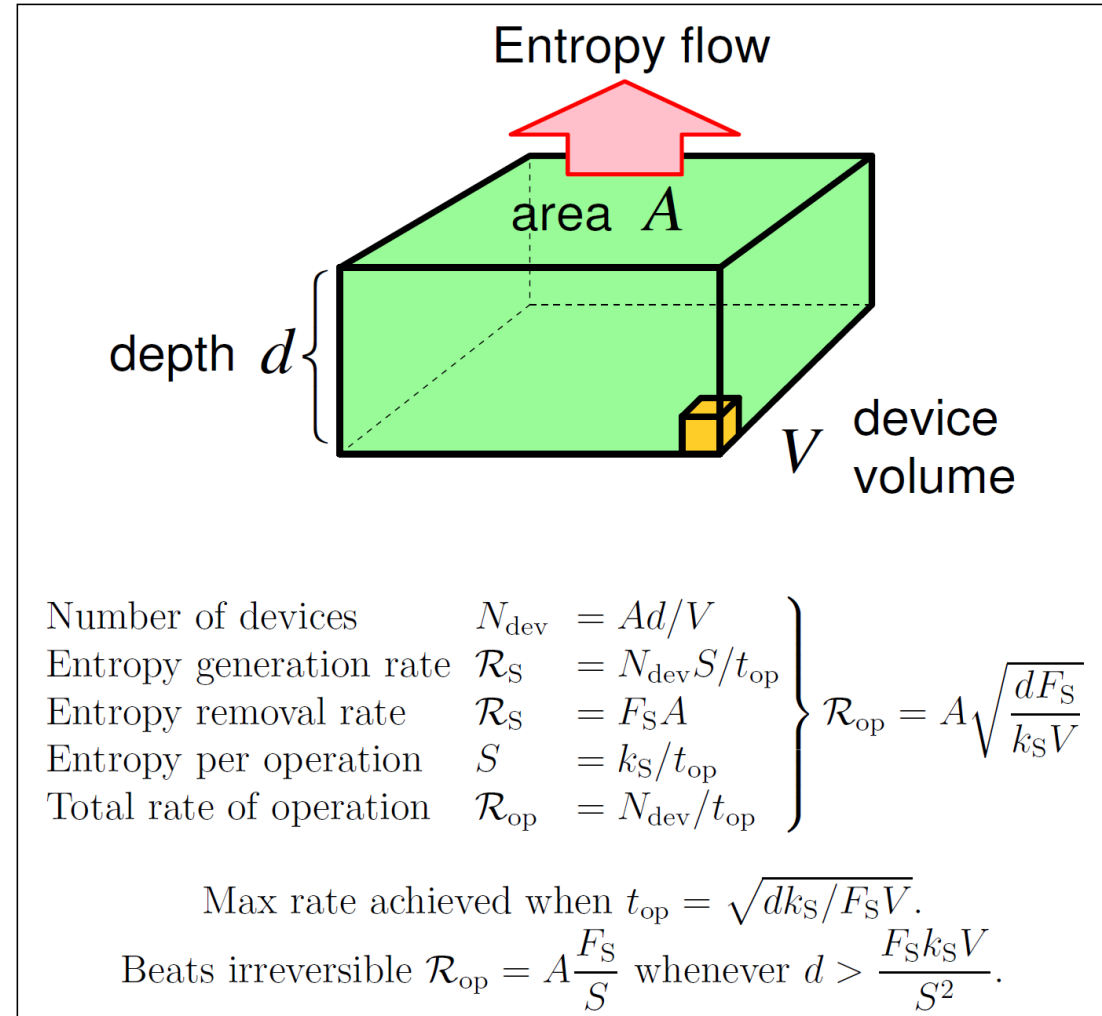 Entropy flow
area A
depth d
V device volume
Number of devices N_dev = Ad/V
Entropy generation rate R_S = N_dev S/t_op
Entropy removal rate R_S = F_S A
Entropy per operation S = k_S/t_op
Total rate of operation R_op = N_dev/t_op
R_op = A√(dF_S/(k_S V))
Max rate achieved when t_op = √(dk_S/F_S V).
Beats irreversible R_op = A F_S/S whenever d > F_S k_S V/S².